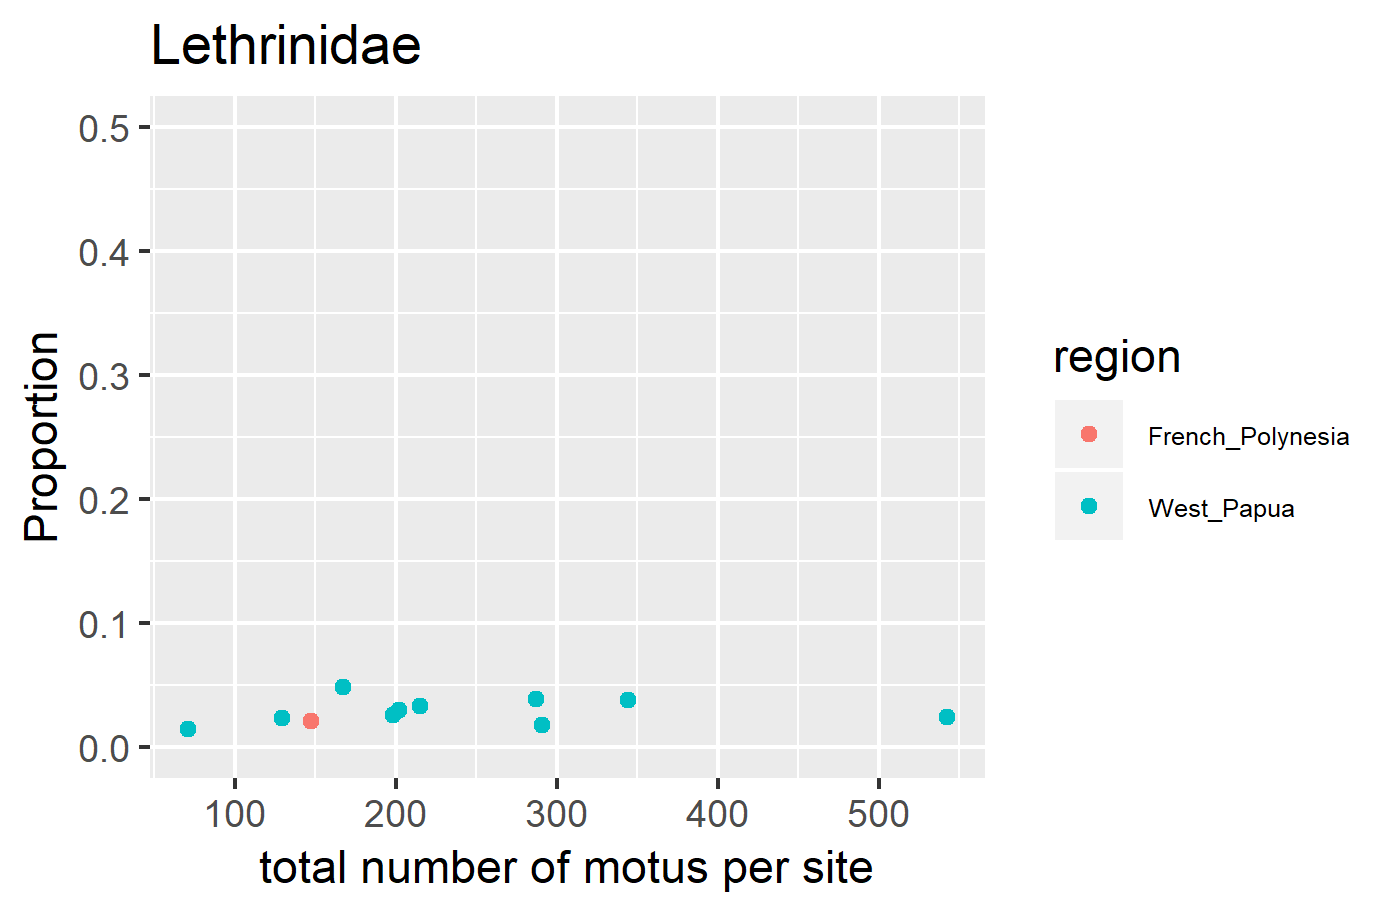 Lethrinidae
0.5
0.4
0.3
0.2
0.1
0.0
Proportion
100 200 300 400 500
total number of motus per site
region
French_Polynesia
West_Papua